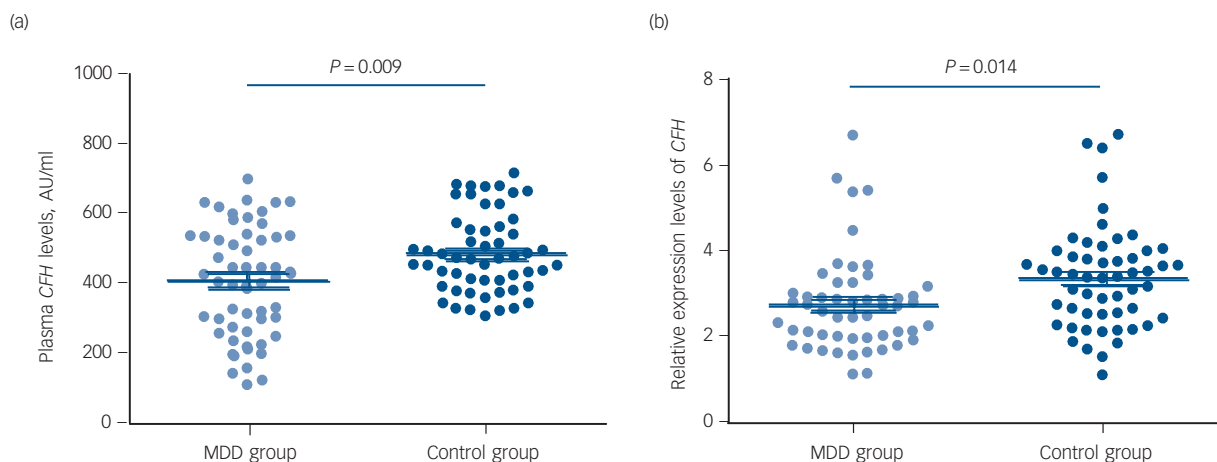 (a)
P = 0.009
1000
800
600
400
200
0
Plasma CFH levels, AU/ml
MDD group
Control group
(b)
P = 0.014
8
6
4
2
0
Relative expression levels of CFH
MDD group
Control group